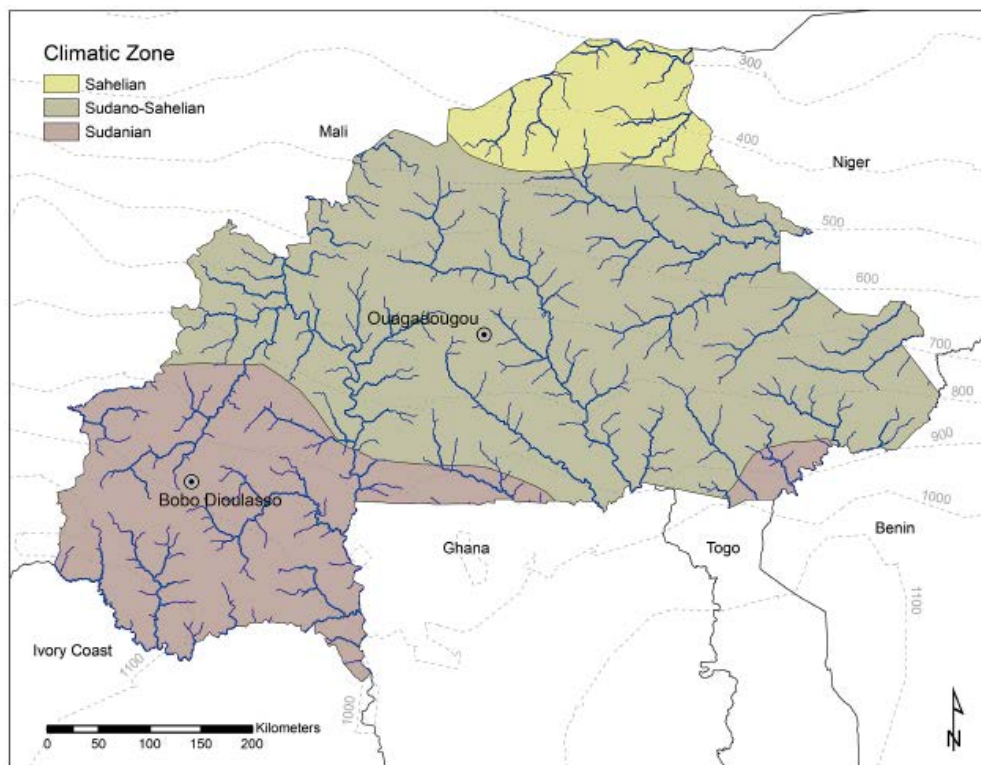 Climatic Zone
Sahelian
Sudano-Sahelian
Sudanian
300
Mali
400
Niger
500
600
Ouagadougou
700
800
900
Bobo Dioulasso
1000
Ghana
Togo
Benin
1100
Ivory Coast
1100
1000
Kilometers
0 25 50 100 150 200
N